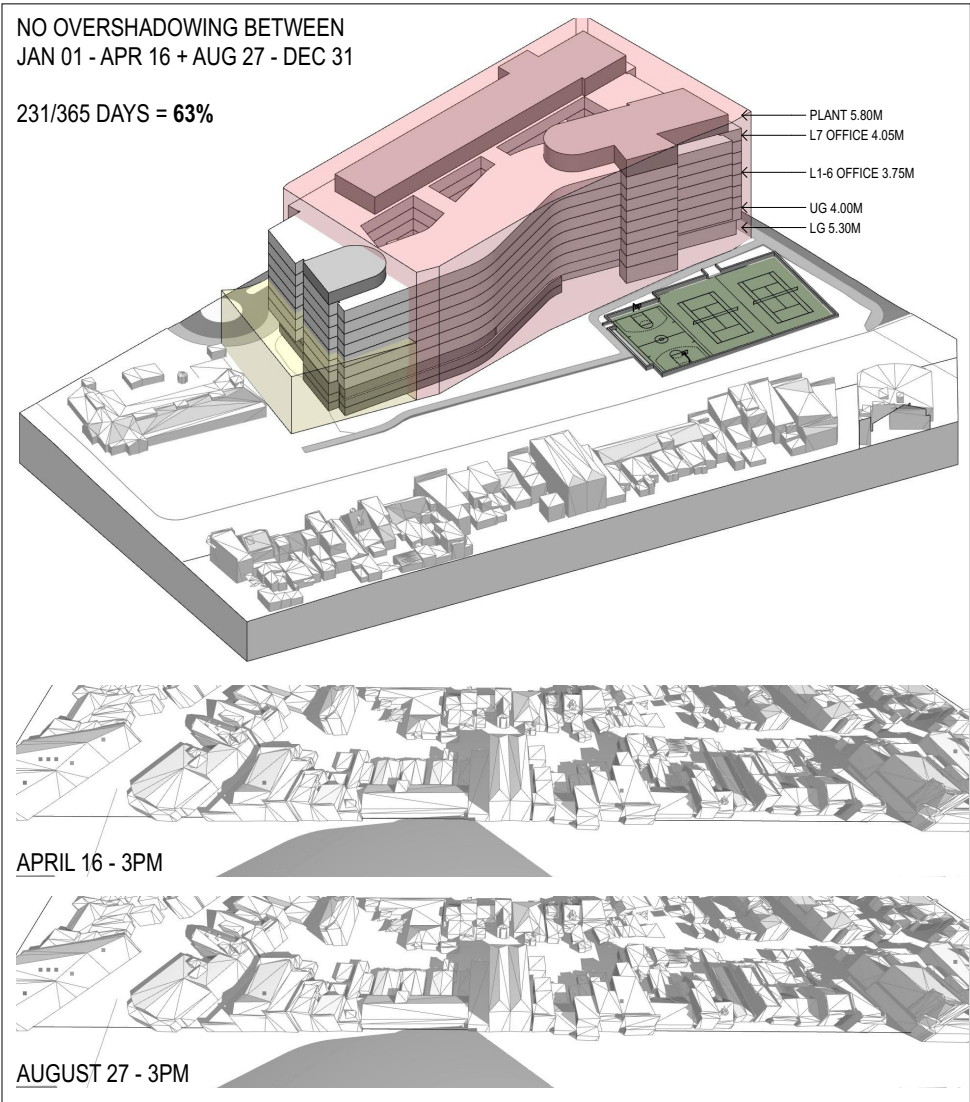 NO OVERSHADOWING BETWEEN
JAN 01 - APR 16 + AUG 27 - DEC 31
231/365 DAYS = 63%
PLANT 5.80M
L7 OFFICE 4.05M
L1-6 OFFICE 3.75M
UG 4.00M
LG 5.30M
APRIL 16 - 3PM
AUGUST 27 - 3PM